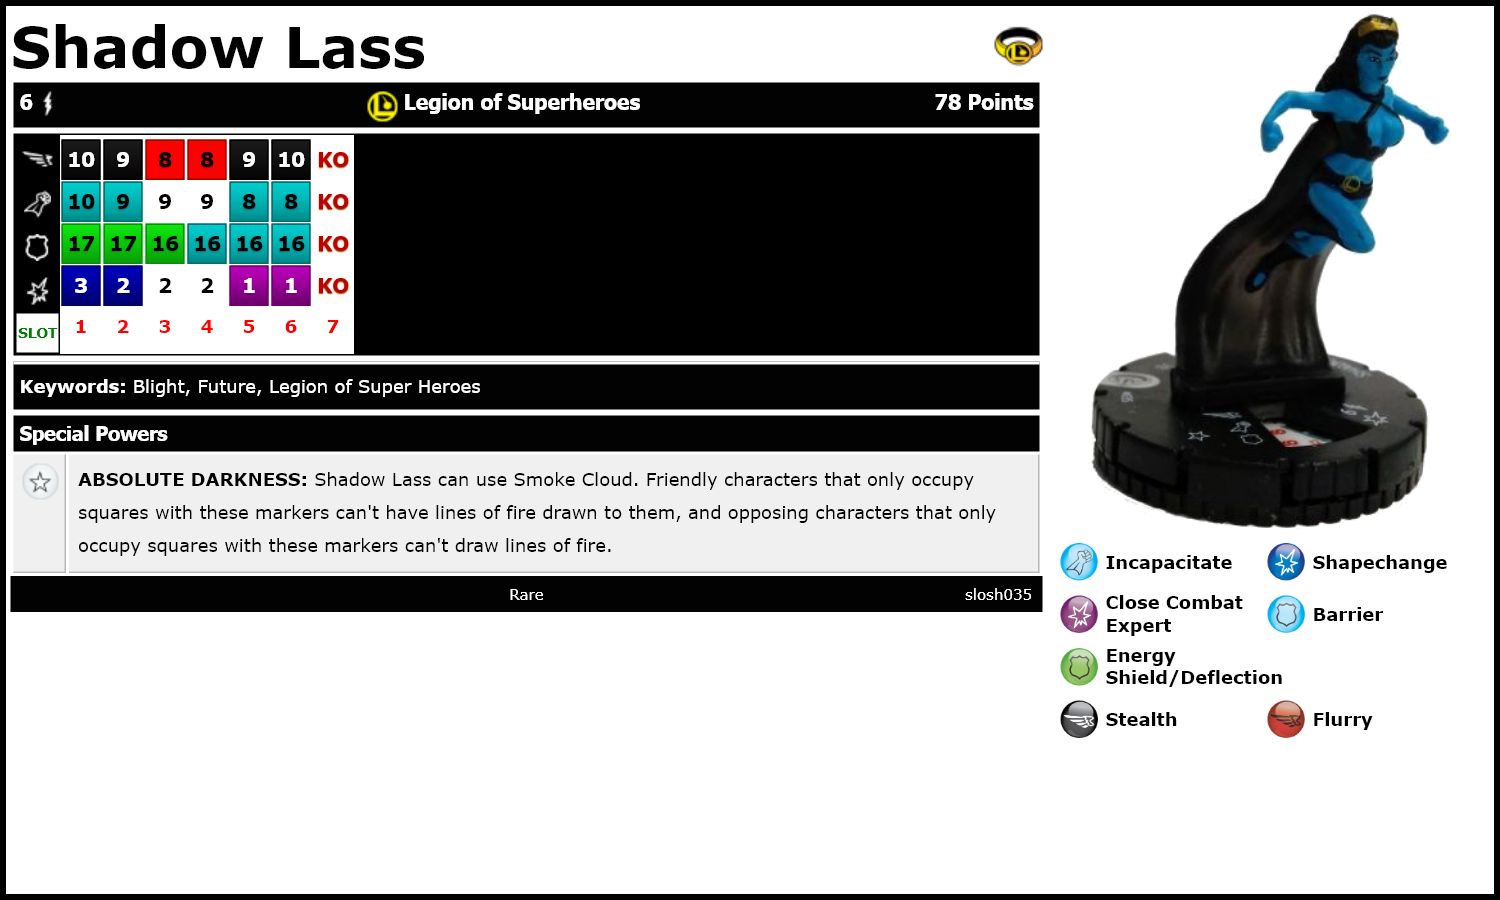 Shadow Lass
6 Legion of Superheroes 78 Points
10 9 8 8 9 10 KO
10 9 9 9 8 8 KO
17 17 16 16 16 16 KO
3 2 2 2 1 1 KO
SLOT 1 2 3 4 5 6 7
Keywords: Blight, Future, Legion of Super Heroes
Special Powers
ABSOLUTE DARKNESS: Shadow Lass can use Smoke Cloud. Friendly characters that only occupy
squares with these markers can't have lines of fire drawn to them, and opposing characters that only
occupy squares with these markers can't draw lines of fire.
Rare slosh035
Incapacitate Shapechange
Close Combat
Expert
Barrier
Energy
Shield/Deflection
Stealth Flurry